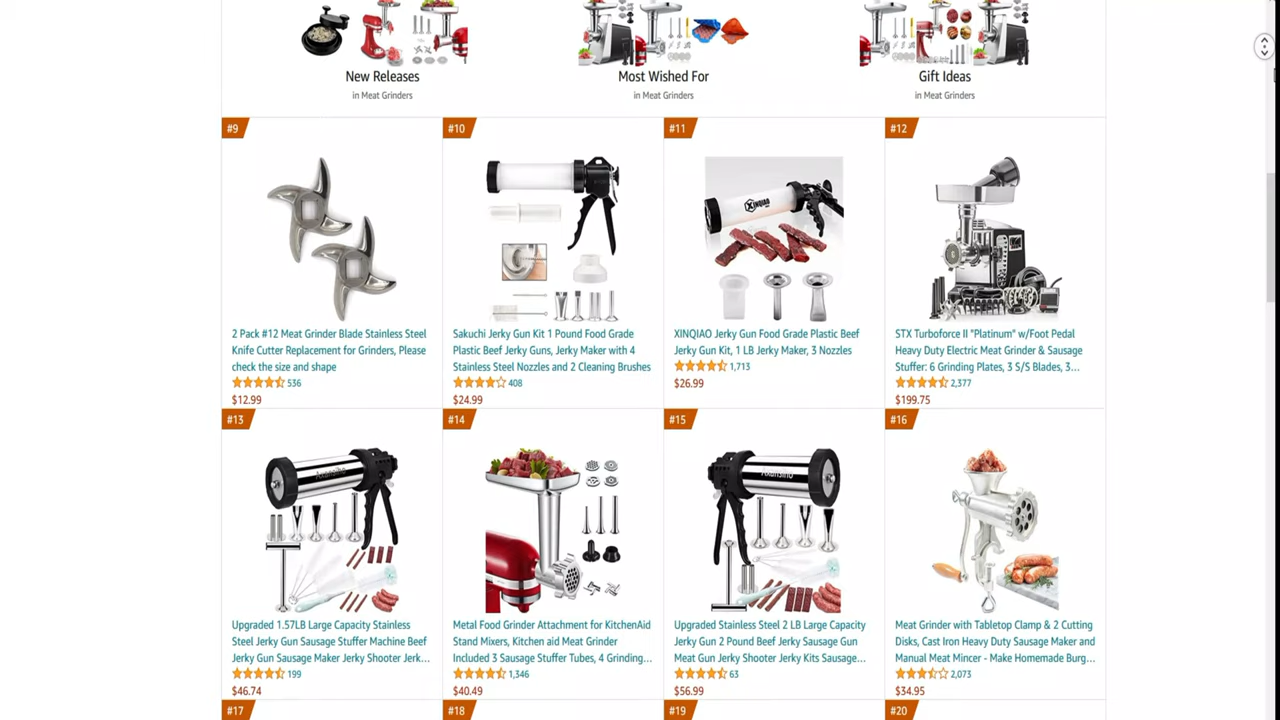 New Releases
in Meat Grinders
Most Wished For
in Meat Grinders
Gift Ideas
in Meat Grinders
#9
2 Pack #12 Meat Grinder Blade Stainless Steel
Knife Cutter Replacement for Grinders, Please
check the size and shape
536
$12.99
#10
Sakuchi Jerky Gun Kit 1 Pound Food Grade
Plastic Beef Jerky Guns, Jerky Maker with 4
Stainless Steel Nozzles and 2 Cleaning Brushes
408
$24.99
#11
XINQIAO
XINQIAO Jerky Gun Food Grade Plastic Beef
Jerky Gun Kit, 1 LB Jerky Maker, 3 Nozzles
1,713
$26.99
#12
STX Turboforce II "Platinum" w/Foot Pedal
Heavy Duty Electric Meat Grinder & Sausage
Stuffer: 6 Grinding Plates, 3 S/S Blades, 3...
2,377
$199.75
#13
Upgraded 1.57LB Large Capacity Stainless
Steel Jerky Gun Sausage Stuffer Machine Beef
Jerky Gun Sausage Maker Jerky Shooter Jerk...
199
$46.74
#14
Metal Food Grinder Attachment for KitchenAid
Stand Mixers, Kitchen aid Meat Grinder
Included 3 Sausage Stuffer Tubes, 4 Grinding...
1,346
$40.49
#15
Upgraded Stainless Steel 2 LB Large Capacity
Jerky Gun 2 Pound Beef Jerky Sausage Gun
Meat Gun Jerky Shooter Jerky Kits Sausage...
63
$56.99
#16
Meat Grinder with Tabletop Clamp & 2 Cutting
Disks, Cast Iron Heavy Duty Sausage Maker and
Manual Meat Mincer - Make Homemade Burg...
2,073
$34.95
#17
#18
#19
#20